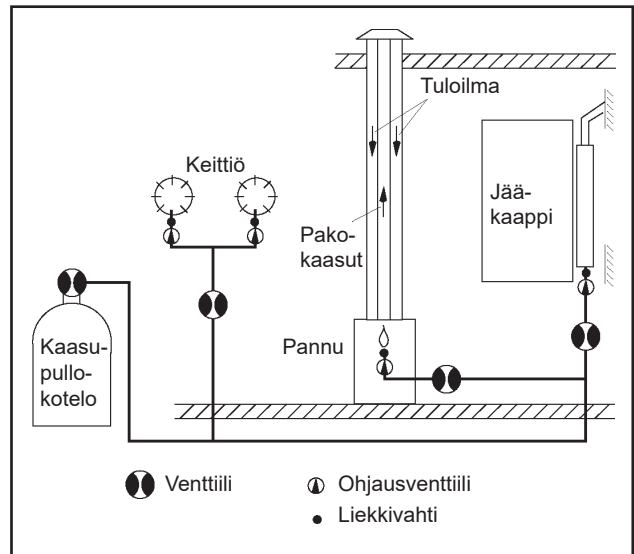 Tuloilma
Keittiö
Jää-
kaappi
Pako-
kaasut
Kaasu-
pullo-
kotelo
Pannu
Venttiili
Ohjausventtiili
Liekkivahti